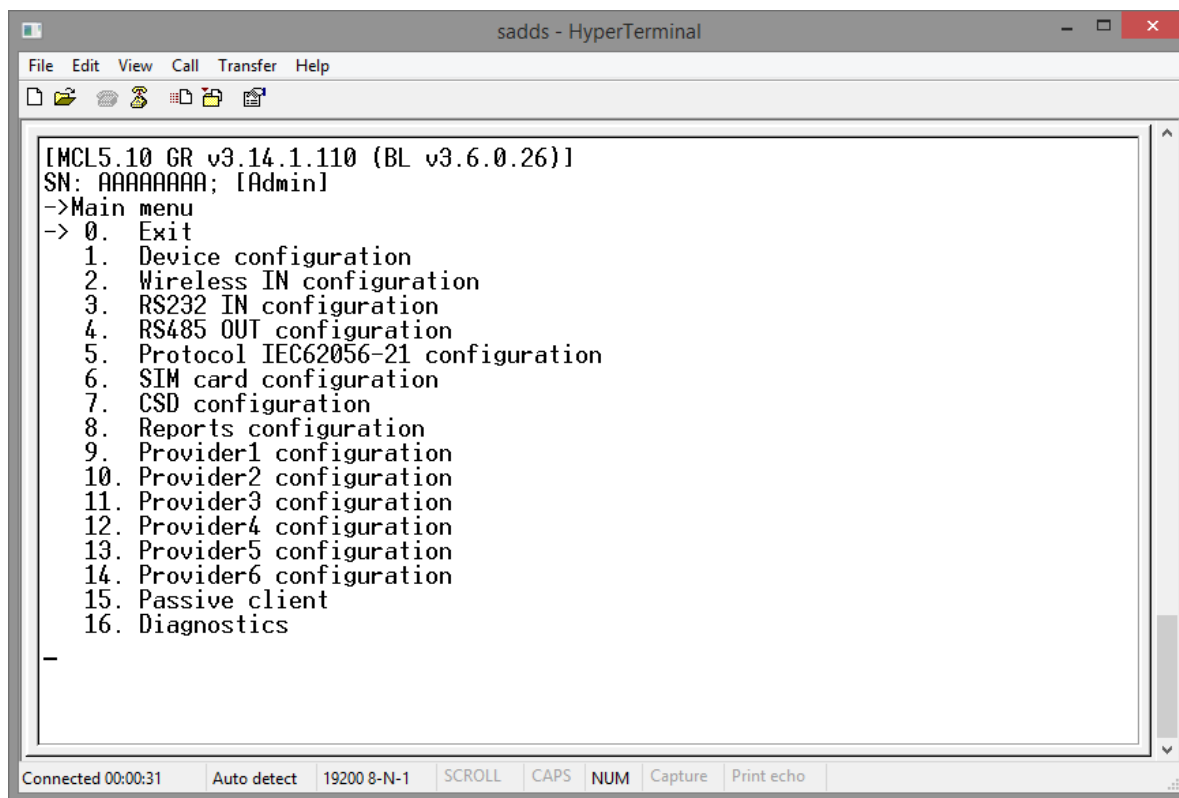 sadds - HyperTerminal
File Edit View Call Transfer Help
[MCL5.10 GR v3.14.1.110 (BL v3.6.0.26)]
SN: AAAAAAAA; [Admin]
->Main menu
-> 0. Exit
1. Device configuration
2. Wireless IN configuration
3. RS232 IN configuration
4. RS485 OUT configuration
5. Protocol IEC62056-21 configuration
6. SIM card configuration
7. CSD configuration
8. Reports configuration
9. Provider1 configuration
10. Provider2 configuration
11. Provider3 configuration
12. Provider4 configuration
13. Provider5 configuration
14. Provider6 configuration
15. Passive client
16. Diagnostics
Connected 00:00:31 Auto detect 19200 8-N-1 SCROLL CAPS NUM Capture Print echo